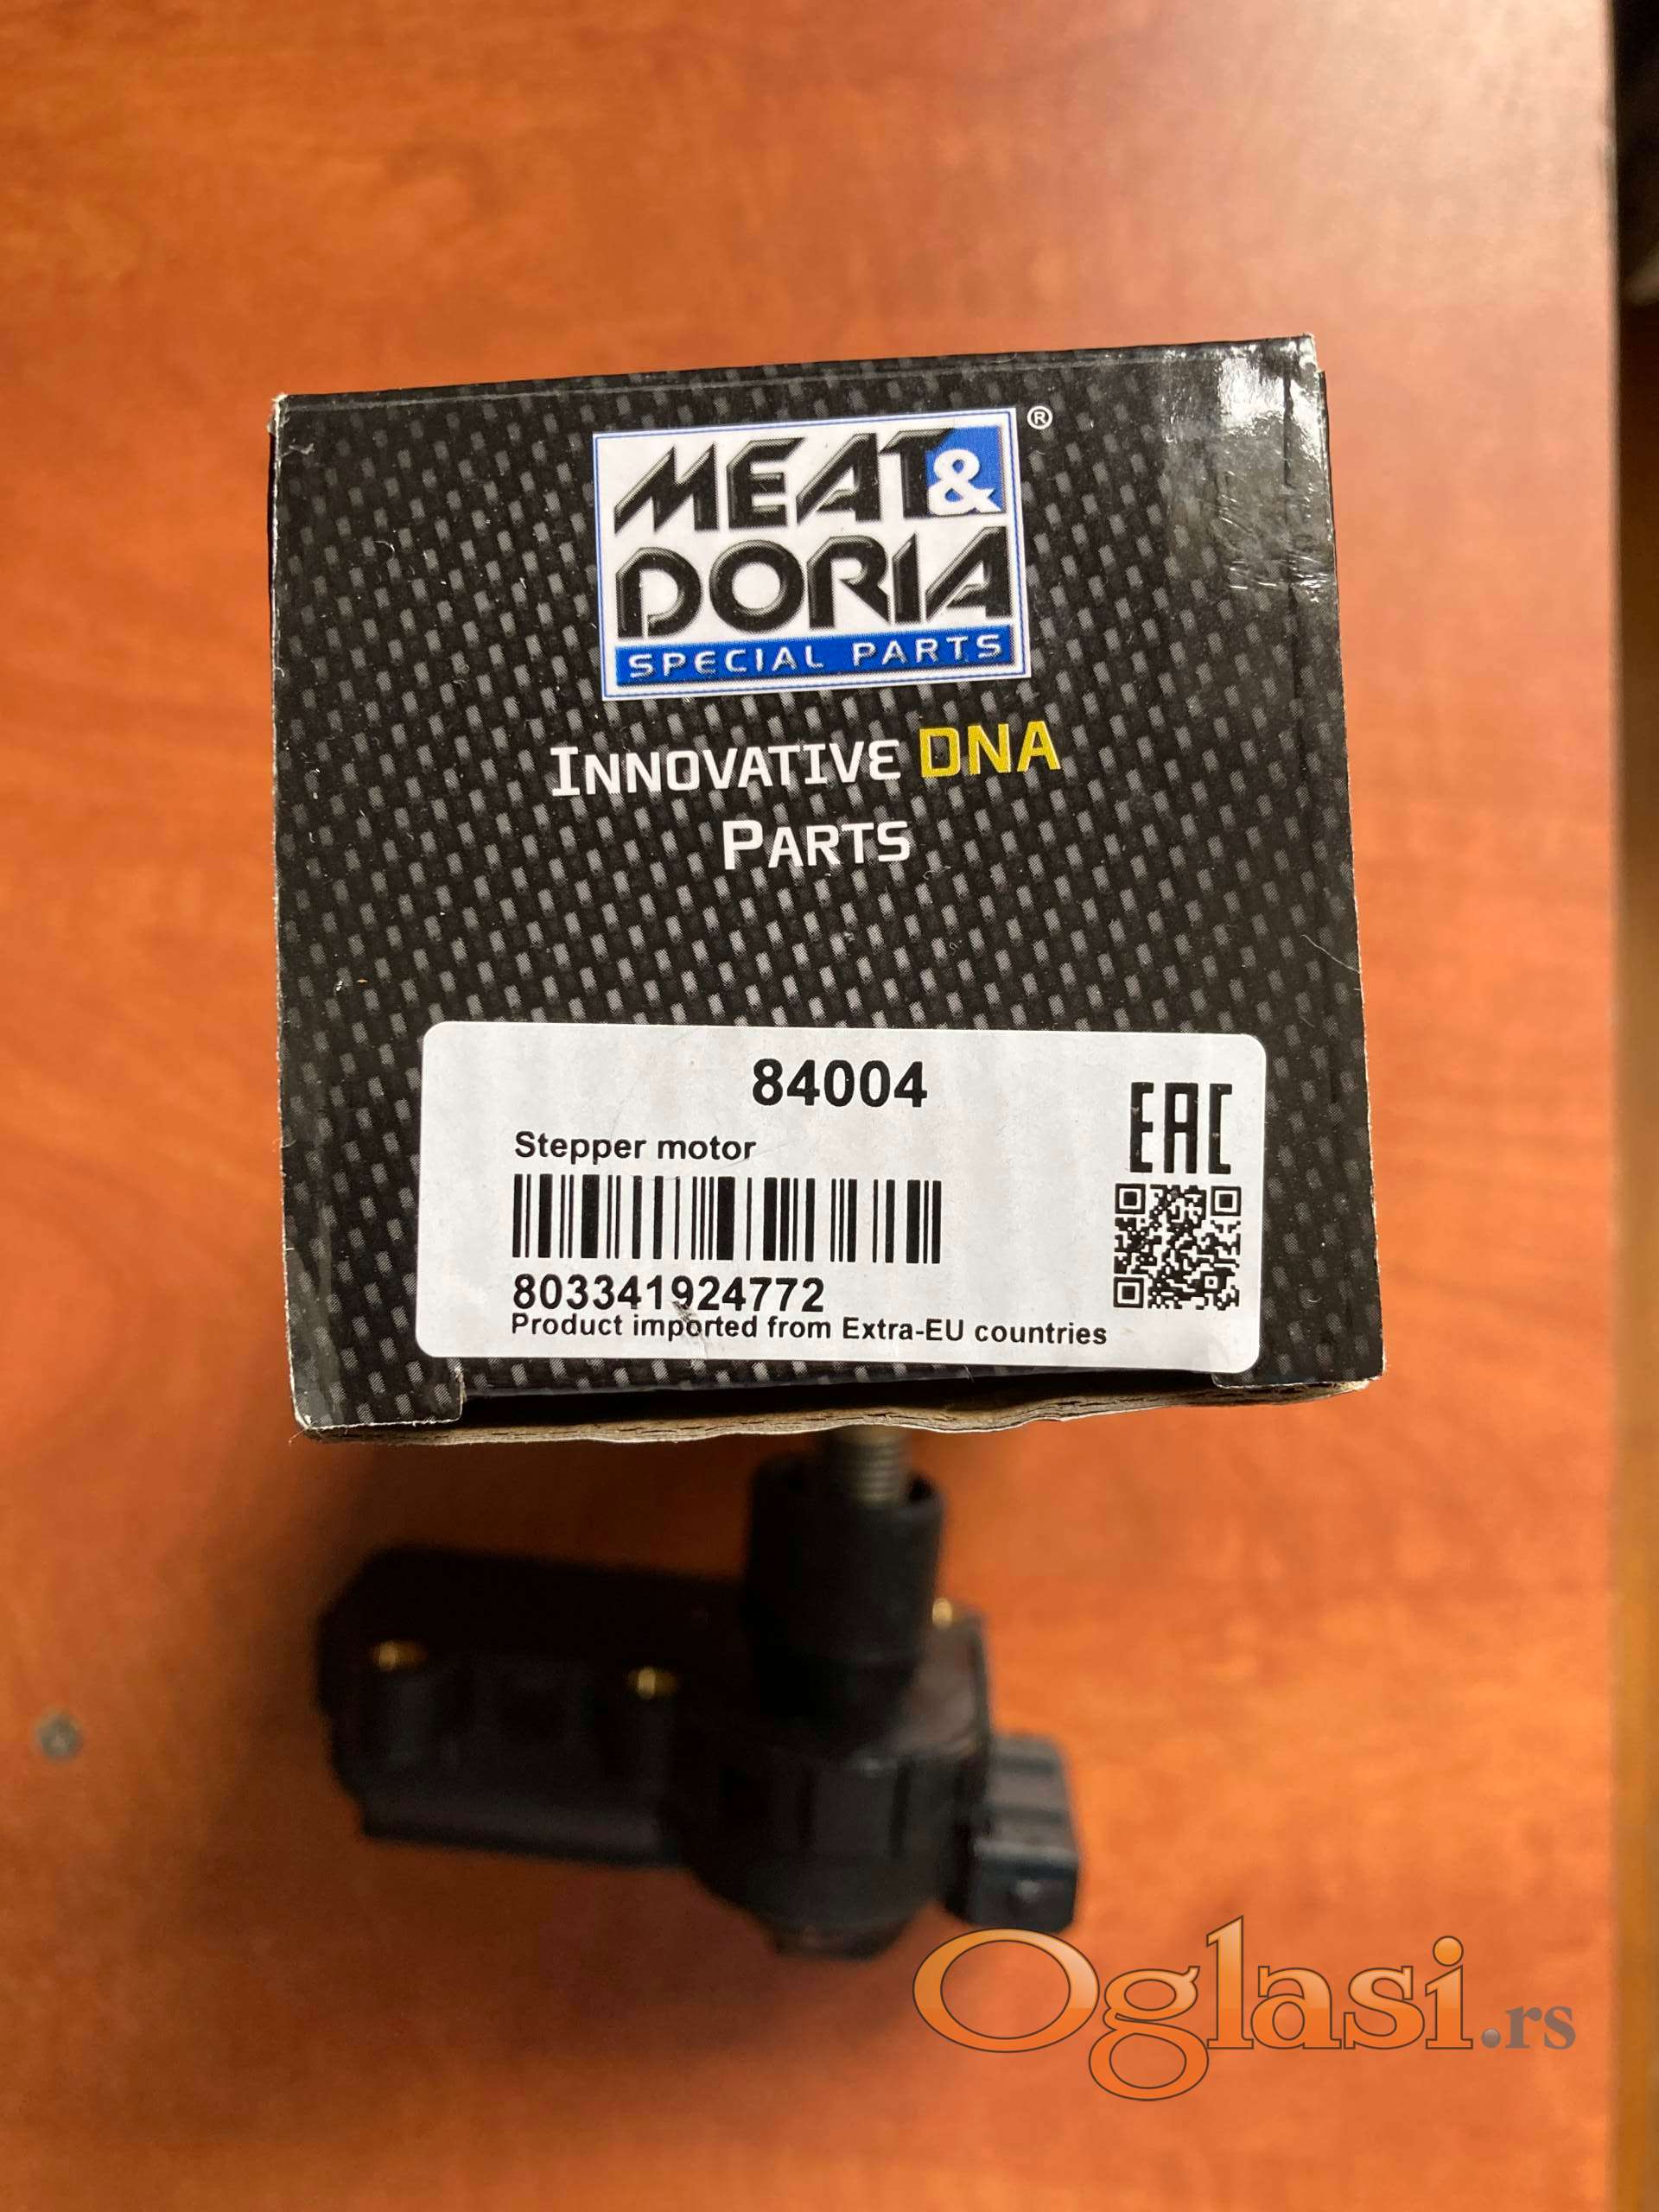 MEAT&
DORIA
®
SPECIAL PARTS
INNOVATIVE DNA
PARTS
84004
EAC
Stepper motor
803341924772
Product imported from Extra-EU countries
Oglasi.rs